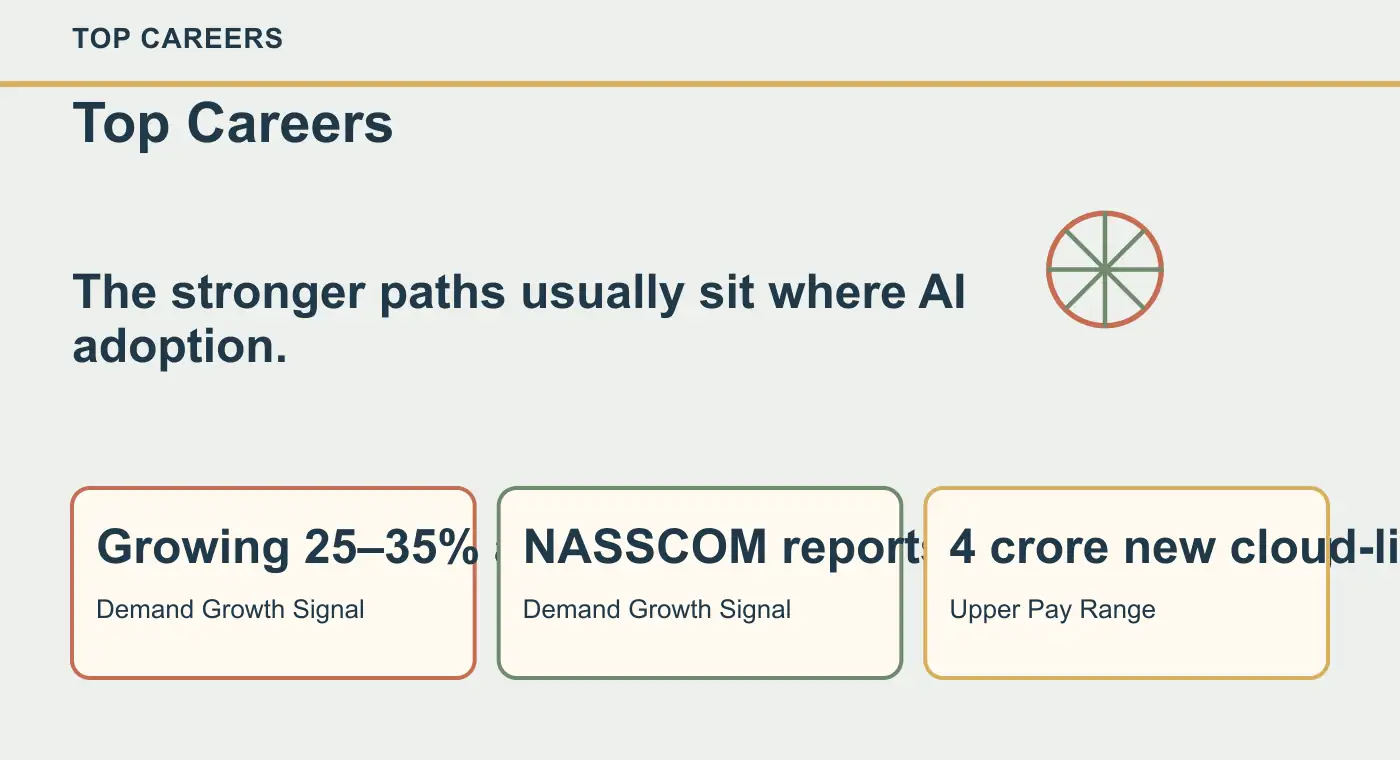 TOP CAREERS
Top Careers
The stronger paths usually sit where AI
adoption.
Growing 25–35%
NASSCOM reports
4 crore new cloud-li
Demand Growth Signal
Demand Growth Signal
Upper Pay Range